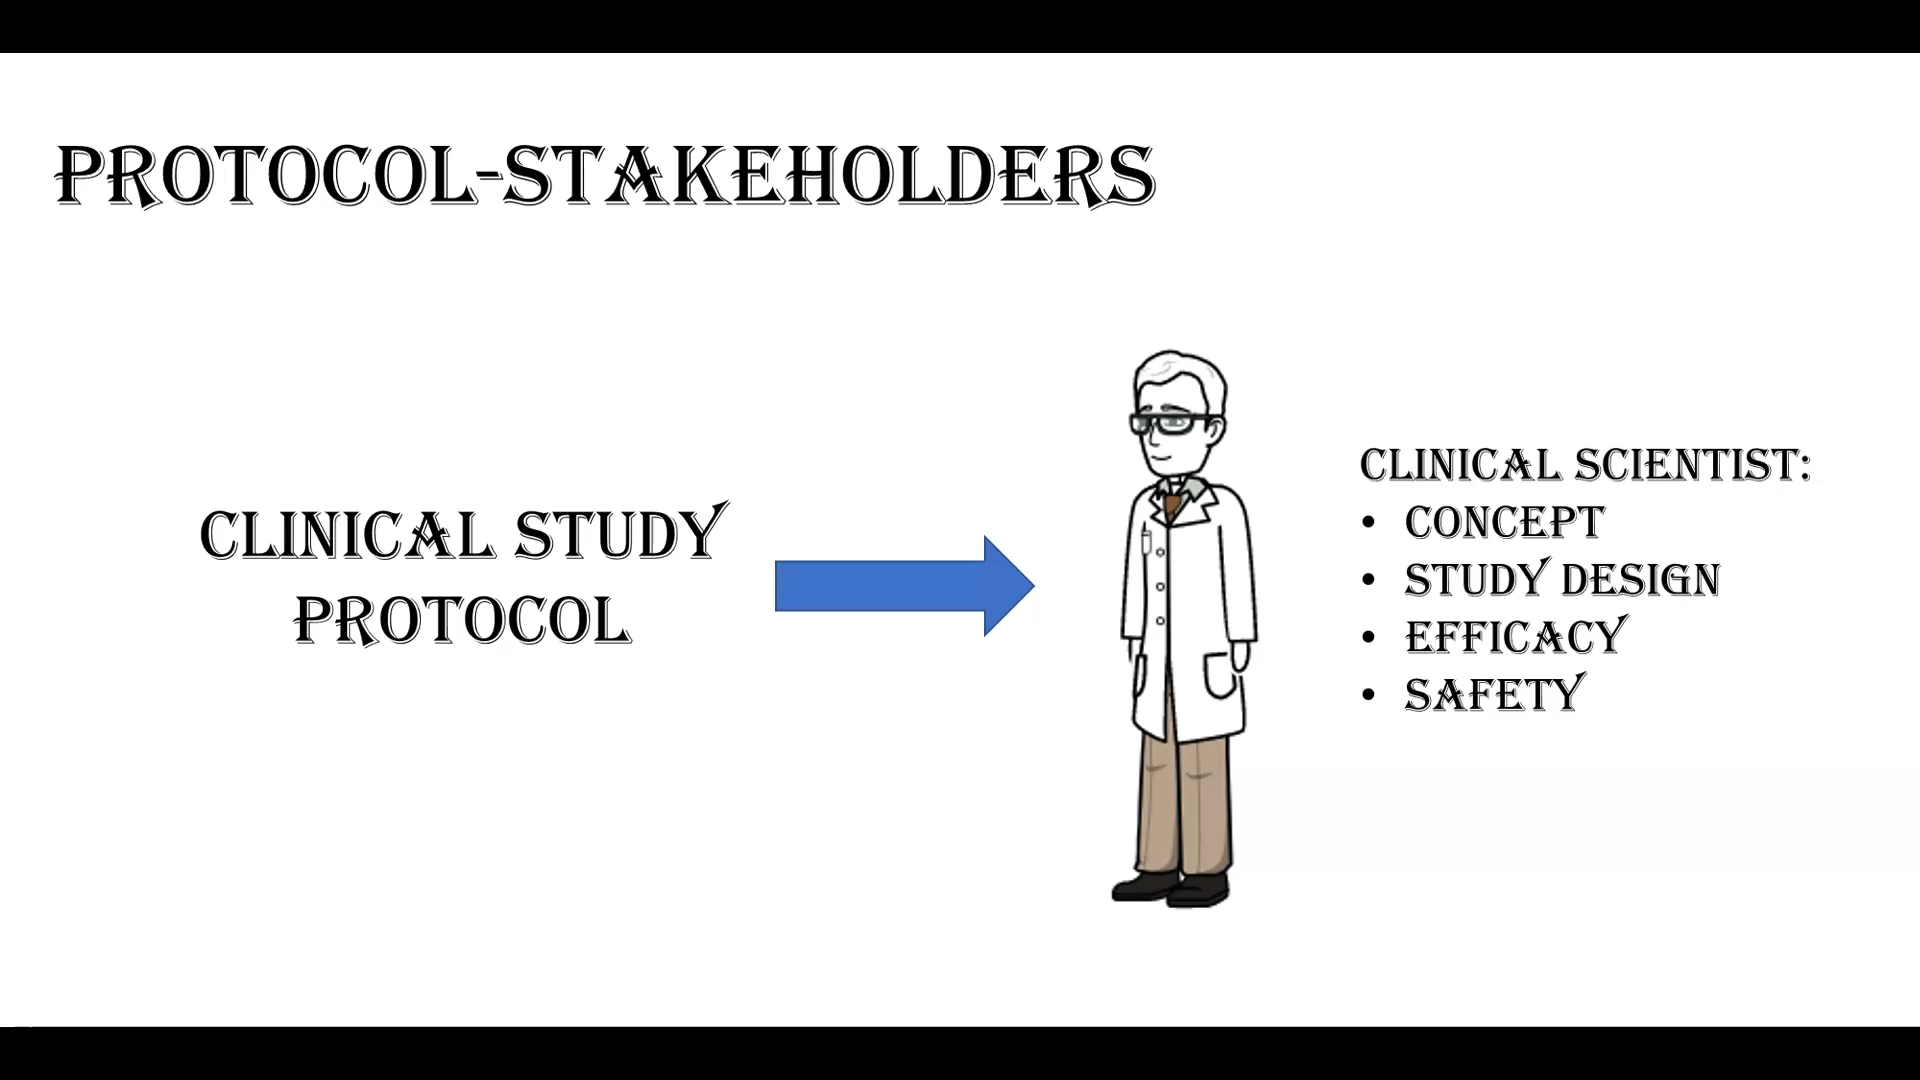 PROTOCOL-STAKEHOLDERS
CLINICAL STUDY
PROTOCOL
CLINICAL SCIENTIST:
• CONCEPT
• STUDY DESIGN
• EFFICACY
• SAFETY